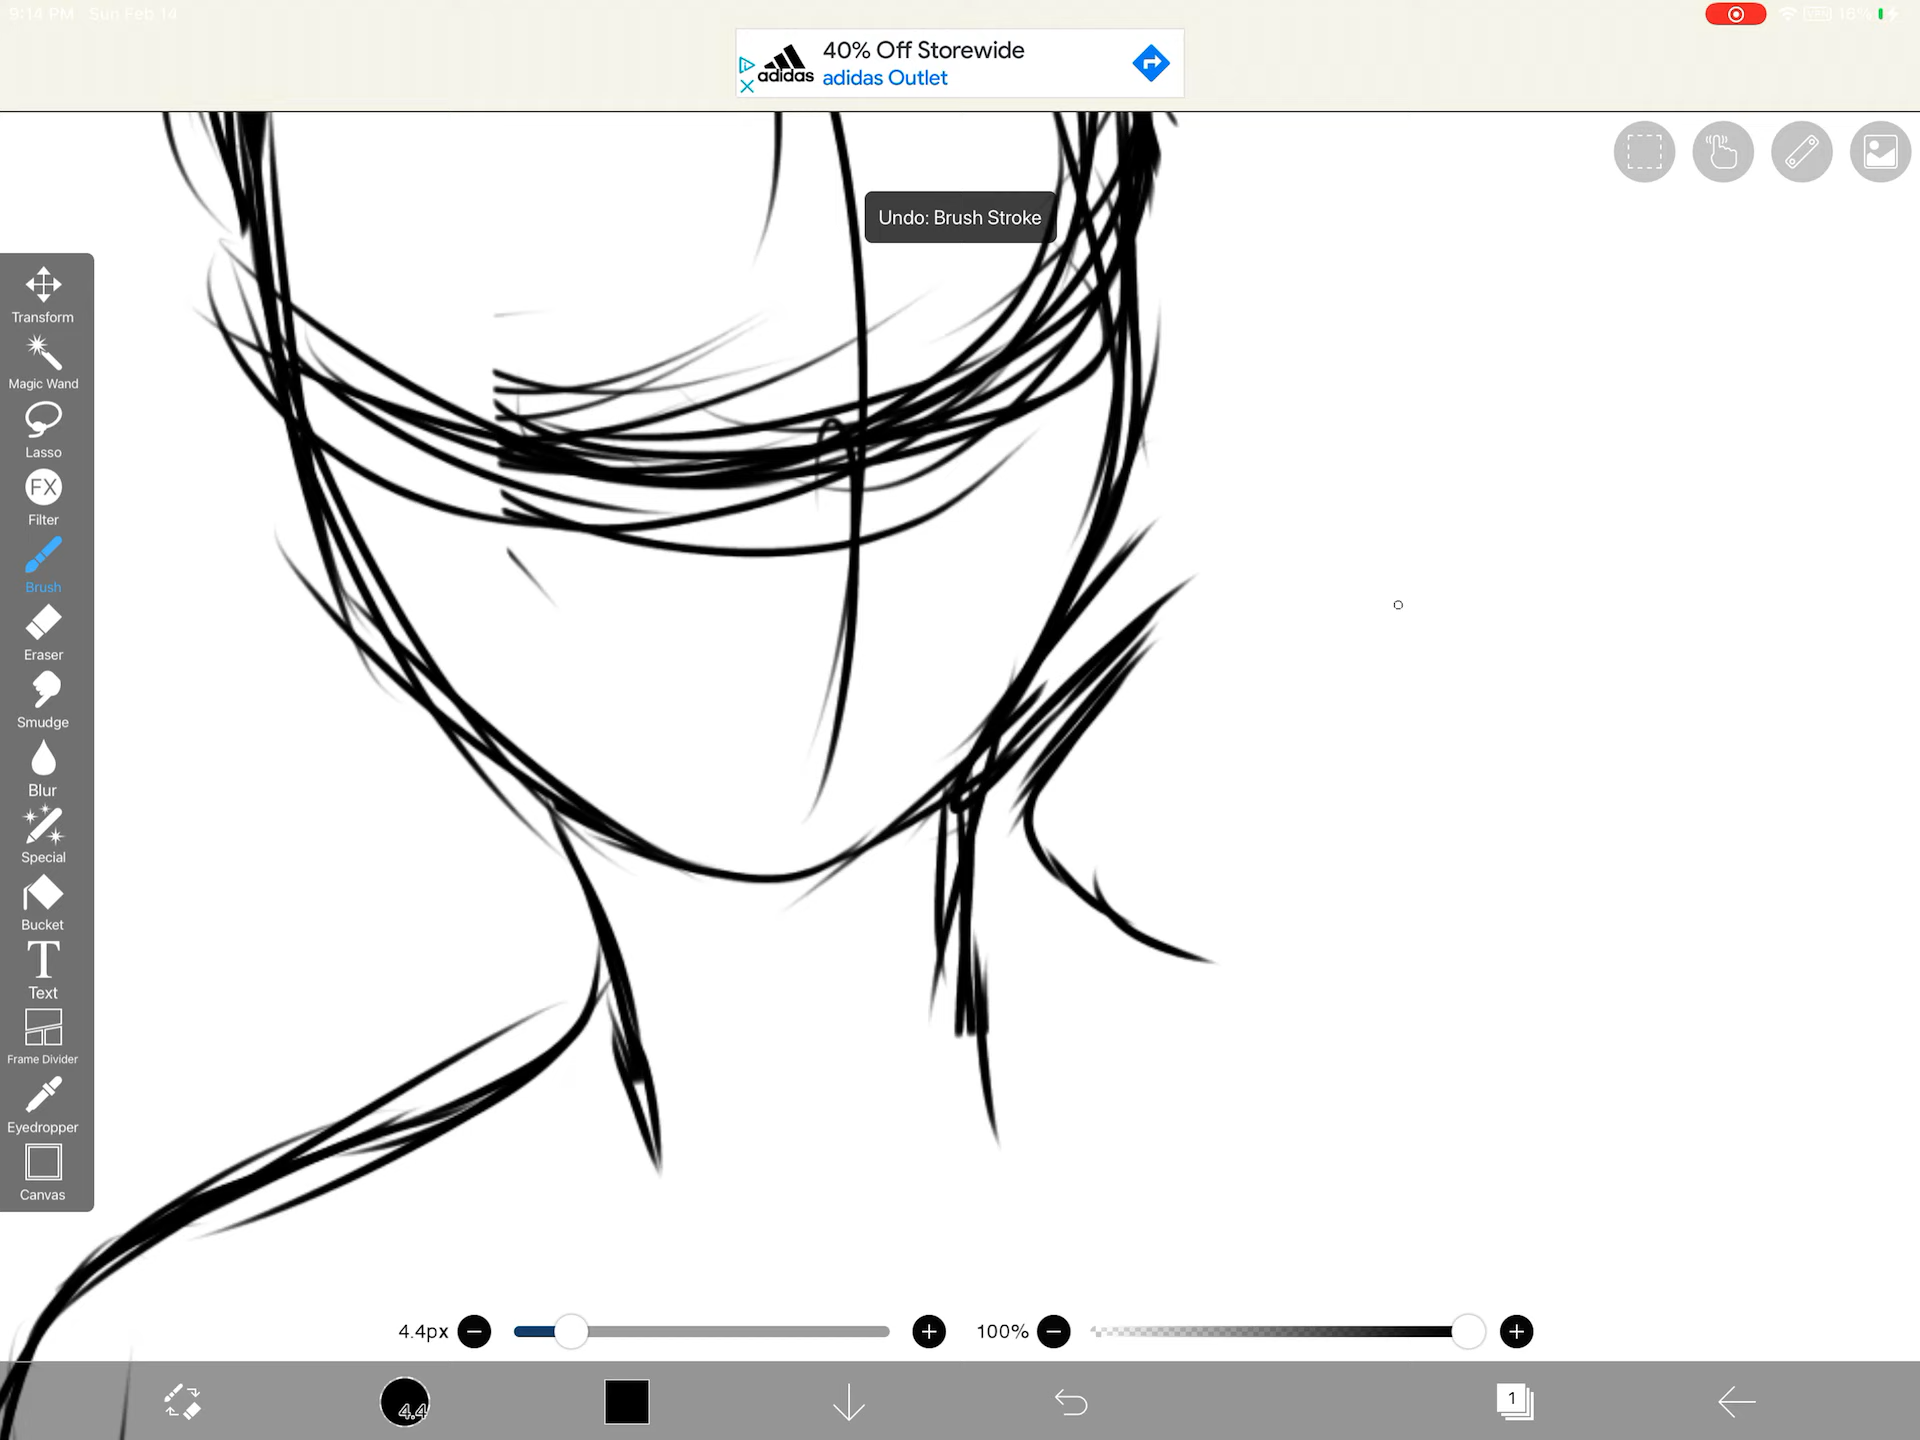 9:14 PM Sun Feb 14
VPN 16%
adidas
40% Off Storewide
adidas Outlet
Undo: Brush Stroke
Transform
Magic Wand
Lasso
FX
Filter
Brush
Eraser
Smudge
Blur
Special
Bucket
T
Text
Frame Divider
Eyedropper
Canvas
4.4px
100%
4.4
1